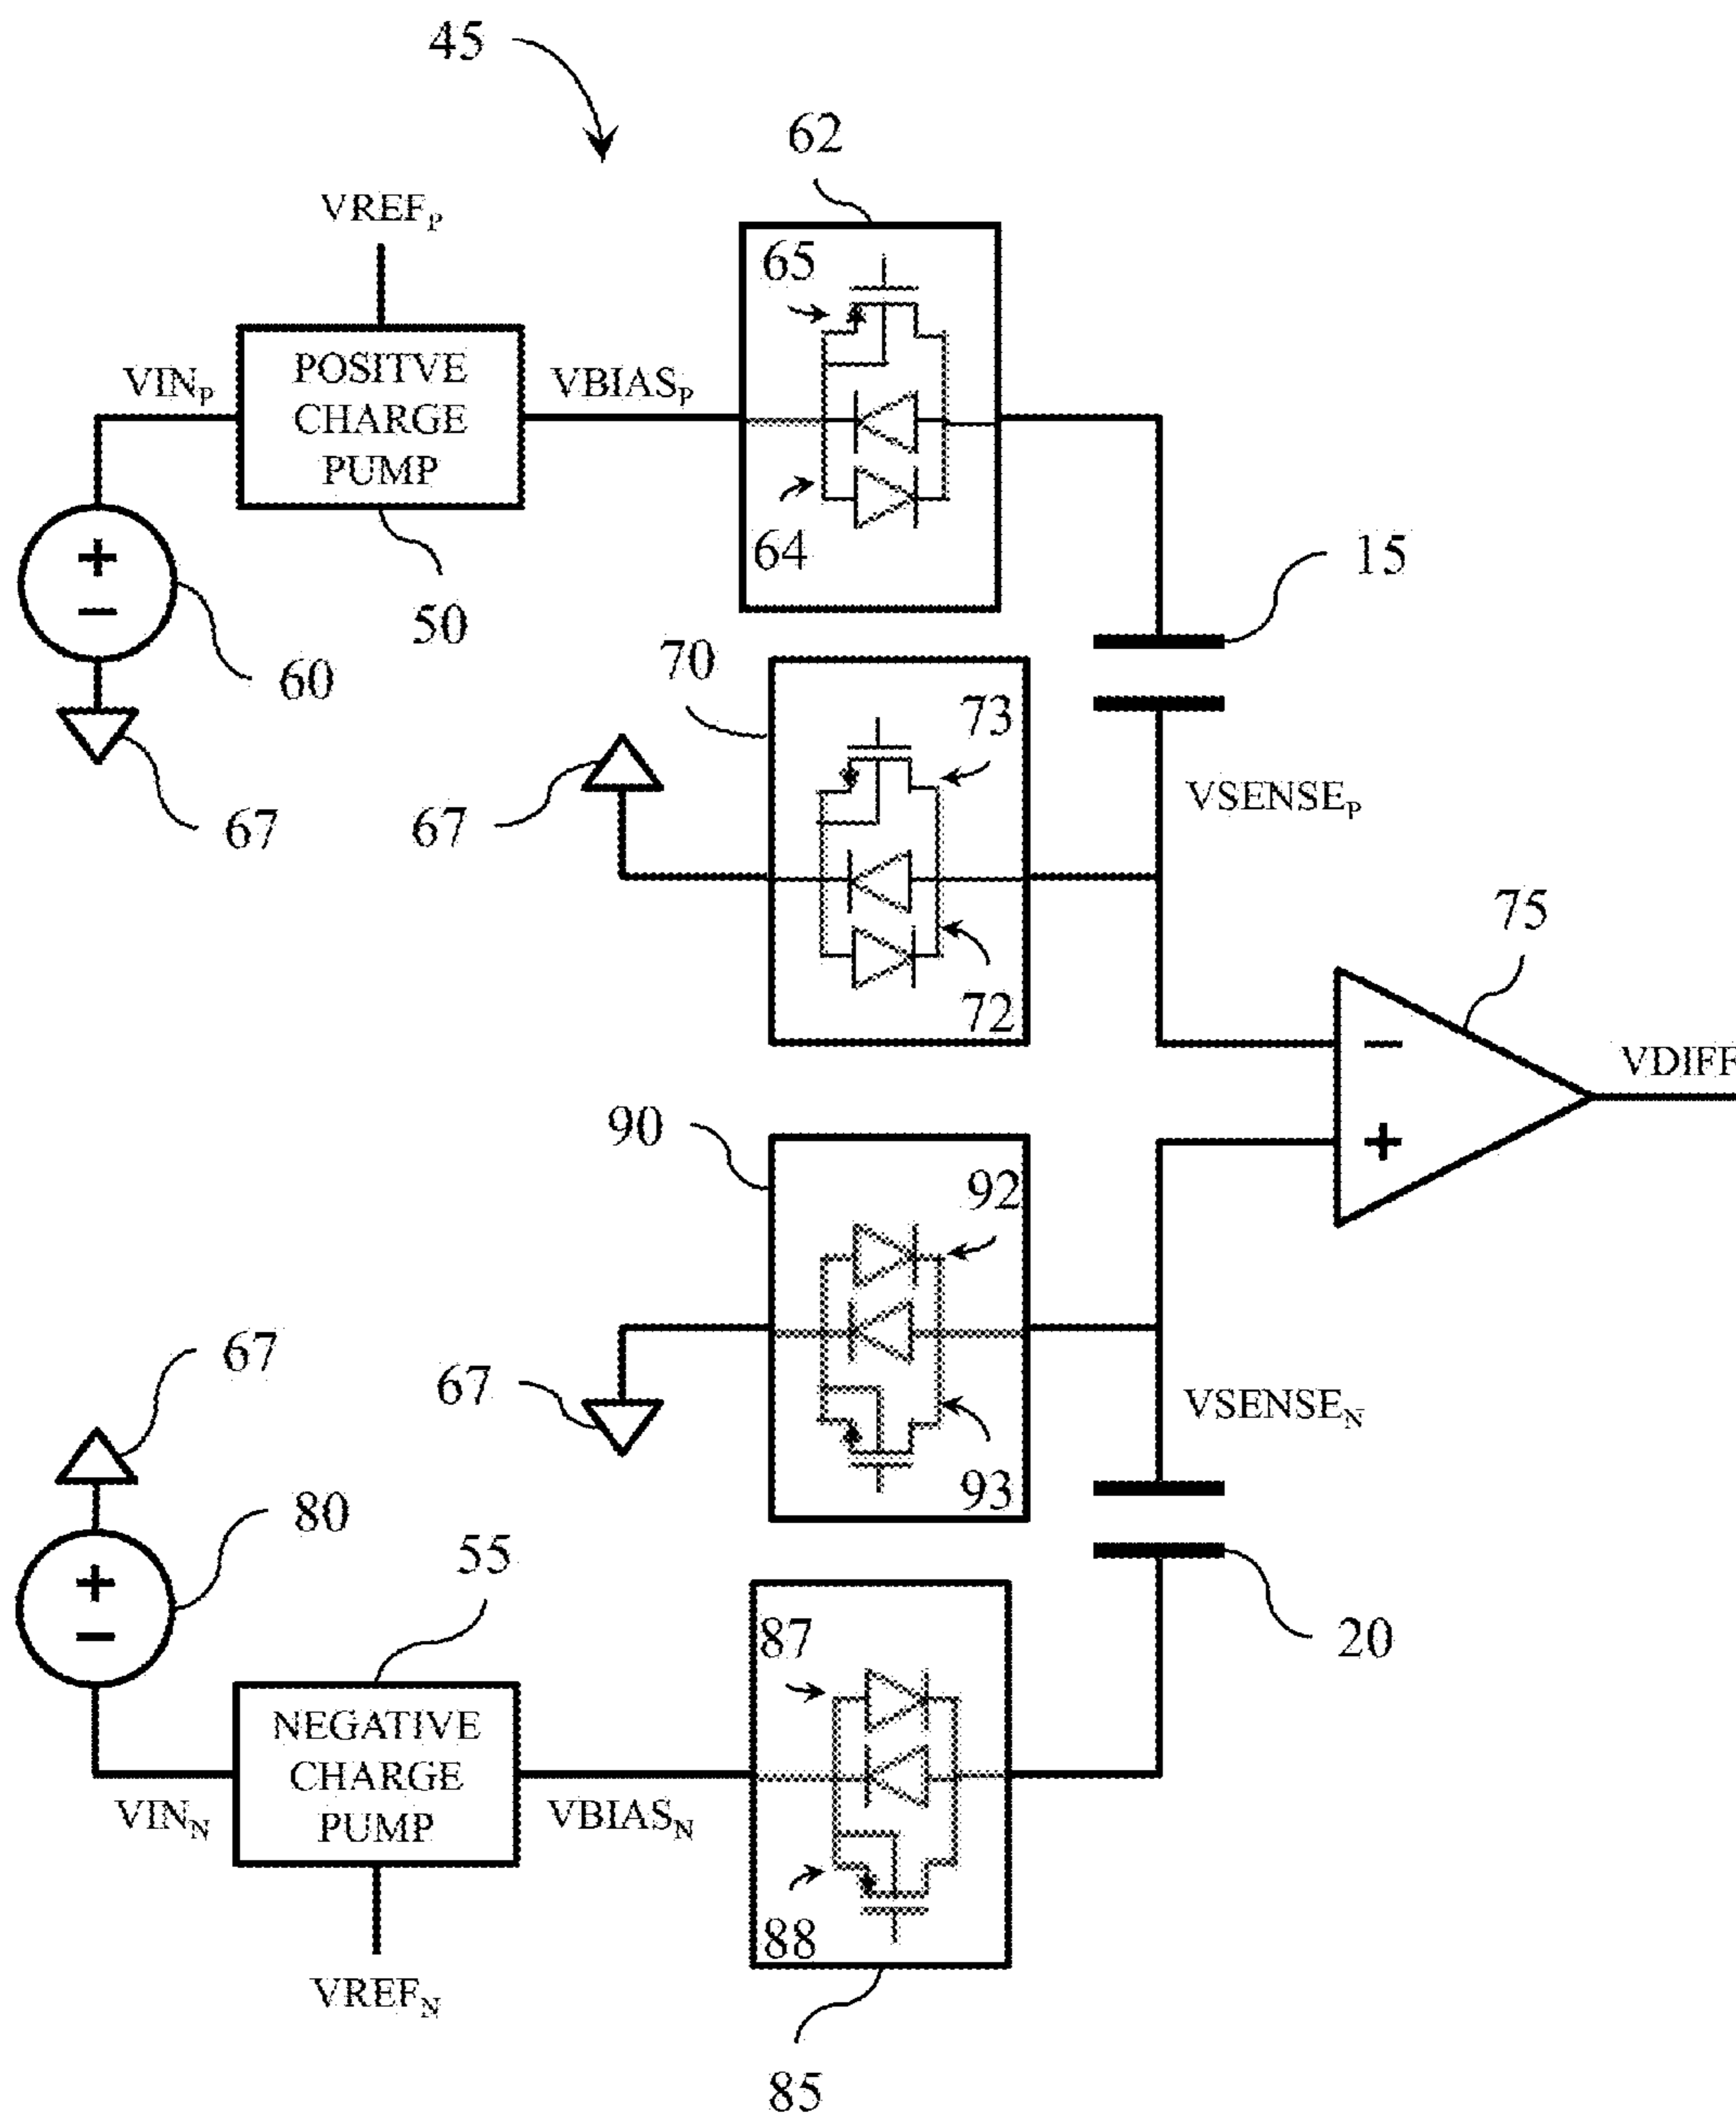 45
62
VREFP
65
VINP
POSITVE
CHARGE
PUMP
VBIASP
64
15
50
60
70
73
67
67
VSENSEP
75
72
VDIFF
−
+
90
92
67
67
VSENSEN
93
80
55
87
20
NEGATIVE
CHARGE
PUMP
VINN
VBIASN
88
VREFN
85